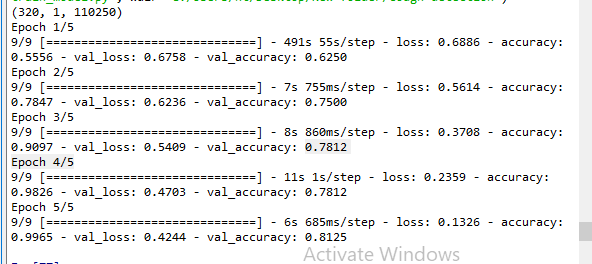 (320, 1, 110250)
Epoch 1/5
9/9 [==============================] - 491s 55s/step - loss: 0.6886 - accuracy:
0.5556 - val_loss: 0.6758 - val_accuracy: 0.6250
Epoch 2/5
9/9 [==============================] - 7s 755ms/step - loss: 0.5614 - accuracy:
0.7847 - val_loss: 0.6236 - val_accuracy: 0.7500
Epoch 3/5
9/9 [==============================] - 8s 860ms/step - loss: 0.3708 - accuracy:
0.9097 - val_loss: 0.5409 - val_accuracy: 0.7812
Epoch 4/5
9/9 [==============================] - 11s 1s/step - loss: 0.2359 - accuracy:
0.9826 - val_loss: 0.4703 - val_accuracy: 0.7812
Epoch 5/5
9/9 [==============================] - 6s 685ms/step - loss: 0.1326 - accuracy:
0.9965 - val_loss: 0.4244 - val_accuracy: 0.8125
Activate Windows